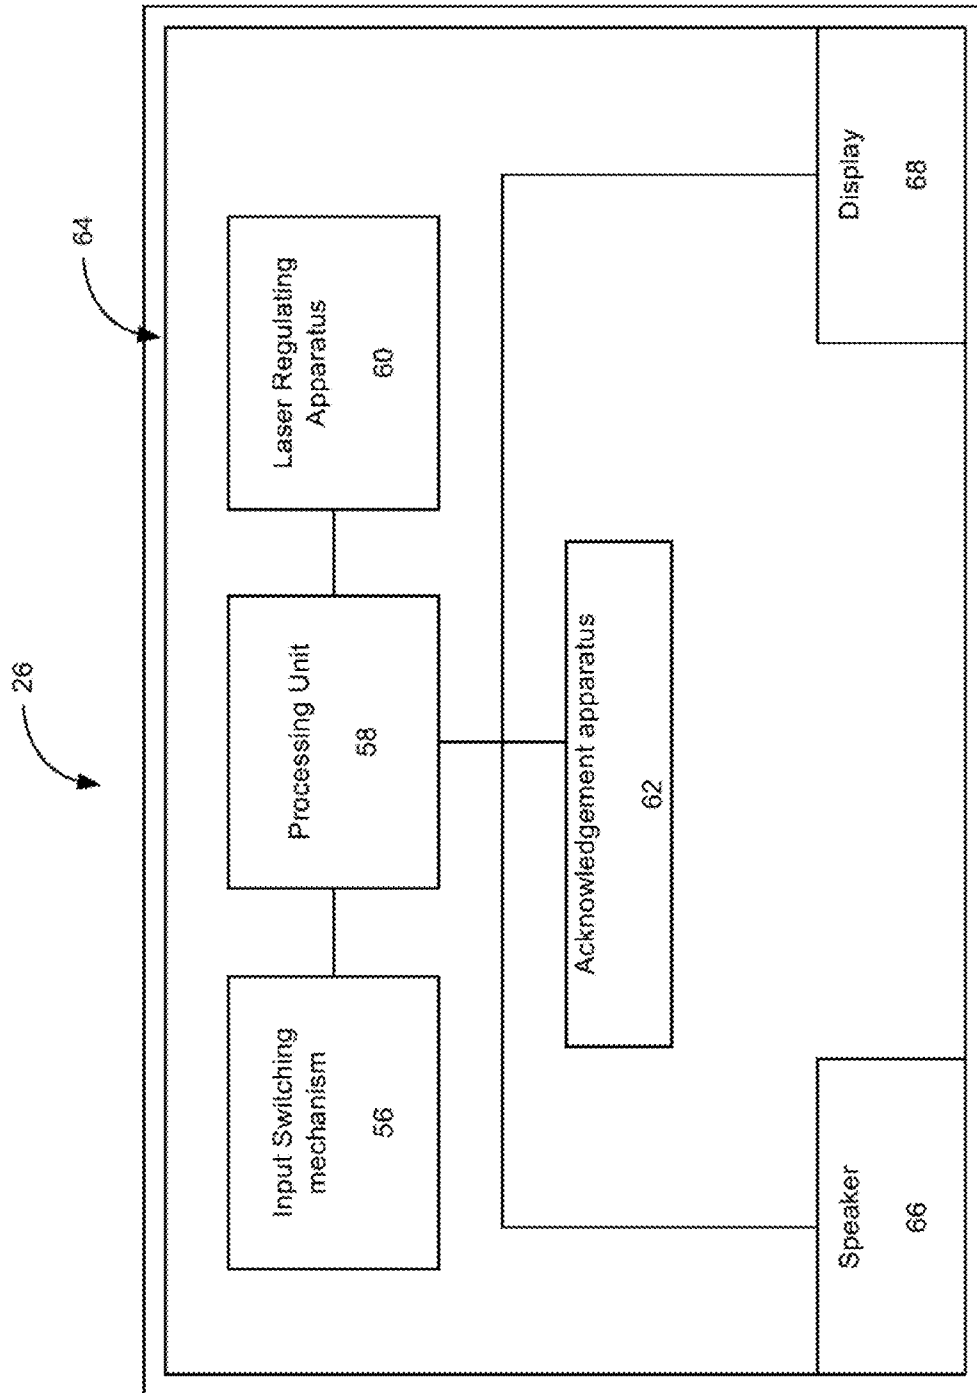 26
64
Input Switching
mechanism
56
Processing Unit
58
Laser Regulating
Apparatus
60
Acknowledgement apparatus
62
Speaker
66
Display
68